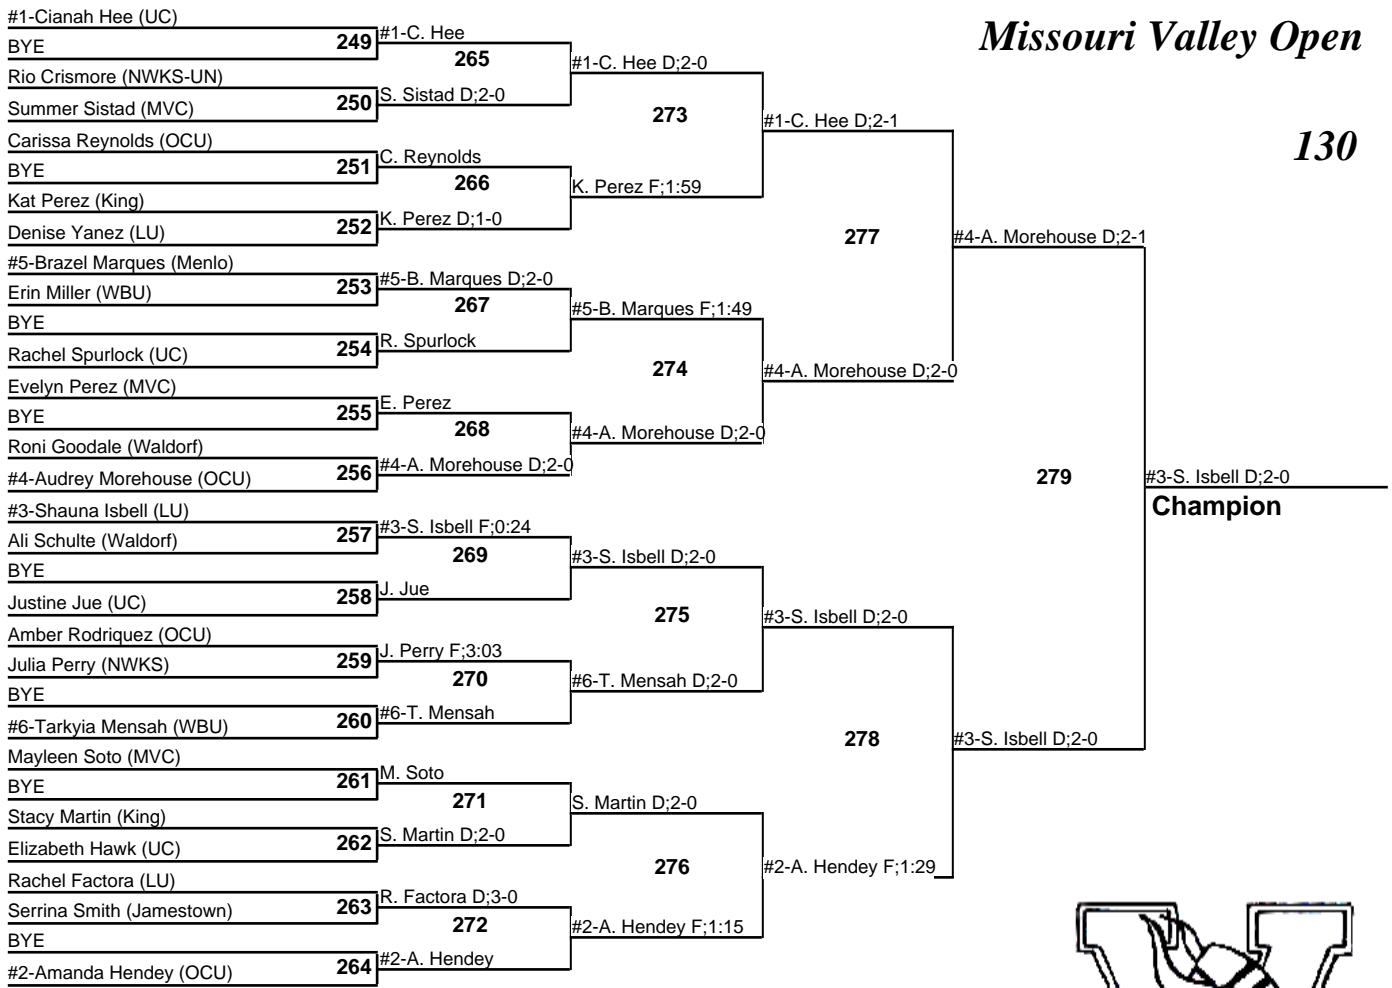 Missouri Valley Open
130
#1-Cianah Hee (UC)
BYE
Rio Crismore (NWKS-UN)
Summer Sistad (MVC)
Carissa Reynolds (OCU)
BYE
Kat Perez (King)
Denise Yanez (LU)
#5-Brazel Marques (Menlo)
Erin Miller (WBU)
BYE
Rachel Spurlock (UC)
Evelyn Perez (MVC)
BYE
Roni Goodale (Waldorf)
#4-Audrey Morehouse (OCU)
#3-Shauna Isbell (LU)
Ali Schulte (Waldorf)
BYE
Justine Jue (UC)
Amber Rodriquez (OCU)
Julia Perry (NWKS)
BYE
#6-Tarkyia Mensah (WBU)
Mayleen Soto (MVC)
BYE
Stacy Martin (King)
Elizabeth Hawk (UC)
Rachel Factora (LU)
Serrina Smith (Jamestown)
BYE
#2-Amanda Hendey (OCU)
249
250
251
252
253
254
255
256
257
258
259
260
261
262
263
264
#1-C. Hee
S. Sistad D;2-0
C. Reynolds
K. Perez D;1-0
#5-B. Marques D;2-0
R. Spurlock
E. Perez
#4-A. Morehouse D;2-0
#3-S. Isbell F;0:24
J. Jue
J. Perry F;3:03
#6-T. Mensah
M. Soto
S. Martin D;2-0
R. Factora D;3-0
#2-A. Hendey
265
266
267
268
269
270
271
272
#1-C. Hee D;2-0
K. Perez F;1:59
#5-B. Marques F;1:49
#4-A. Morehouse D;2-0
#3-S. Isbell D;2-0
#6-T. Mensah D;2-0
S. Martin D;2-0
#2-A. Hendey F;1:15
273
274
275
276
#1-C. Hee D;2-1
#4-A. Morehouse D;2-0
#3-S. Isbell D;2-0
#2-A. Hendey F;1:29
277
278
#4-A. Morehouse D;2-1
#3-S. Isbell D;2-0
279
#3-S. Isbell D;2-0
Champion